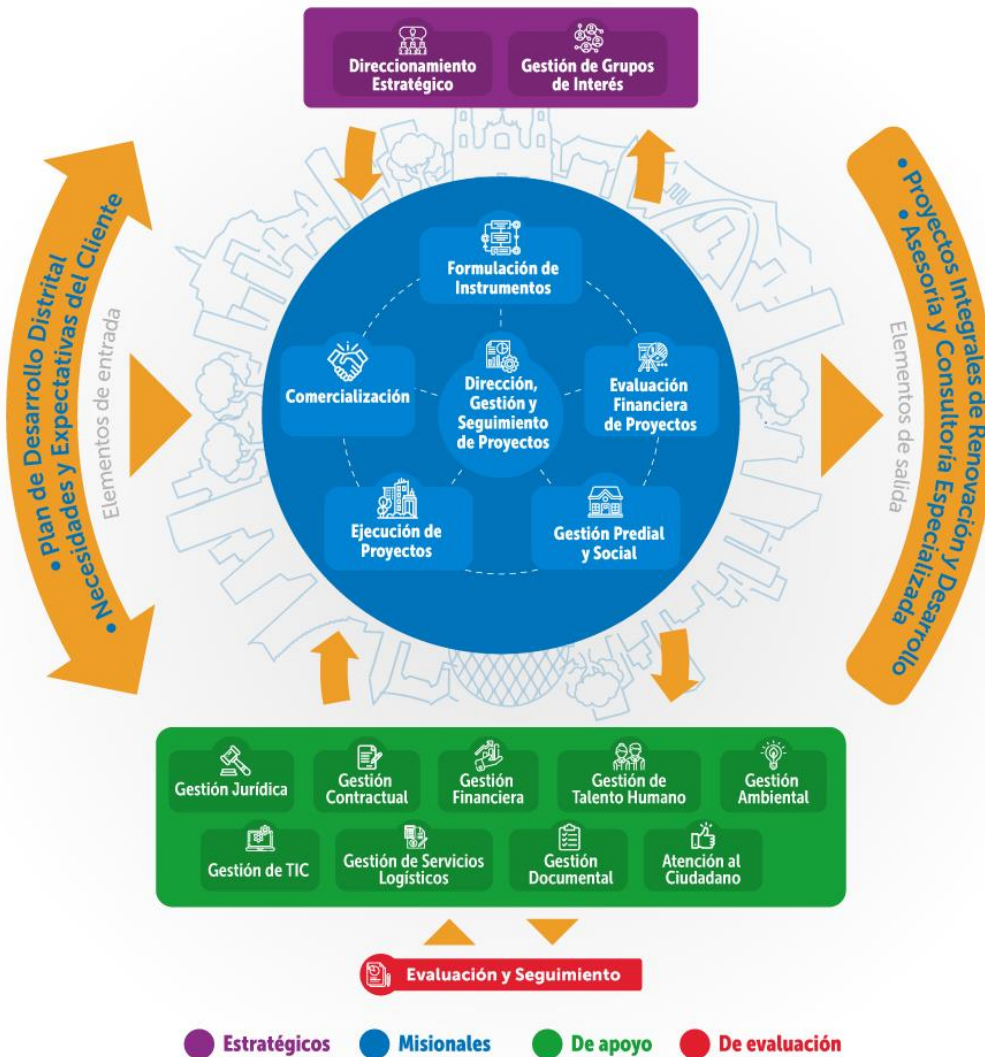 Direccionamiento
Estratégico
Gestión de Grupos
de Interés
• Plan de Desarrollo Distrital
• Necesidades y Expectativas del Cliente
Elementos de entrada
Formulación de
Instrumentos
Comercialización
Dirección,
Gestión y
Seguimiento
de Proyectos
Evaluación
Financiera
de Proyectos
Ejecución de
Proyectos
Gestión Predial
y Social
Elementos de salida
• Proyectos Integrales de Renovación y Desarrollo
• Asesoría y Consultoría Especializada
Gestión Jurídica
Gestión
Contractual
Gestión
Financiera
Gestión de
Talento Humano
Gestión
Ambiental
Gestión de TIC
Gestión de Servicios
Logísticos
Gestión
Documental
Atención al
Ciudadano
Evaluación y Seguimiento
Estratégicos
Misionales
De apoyo
De evaluación